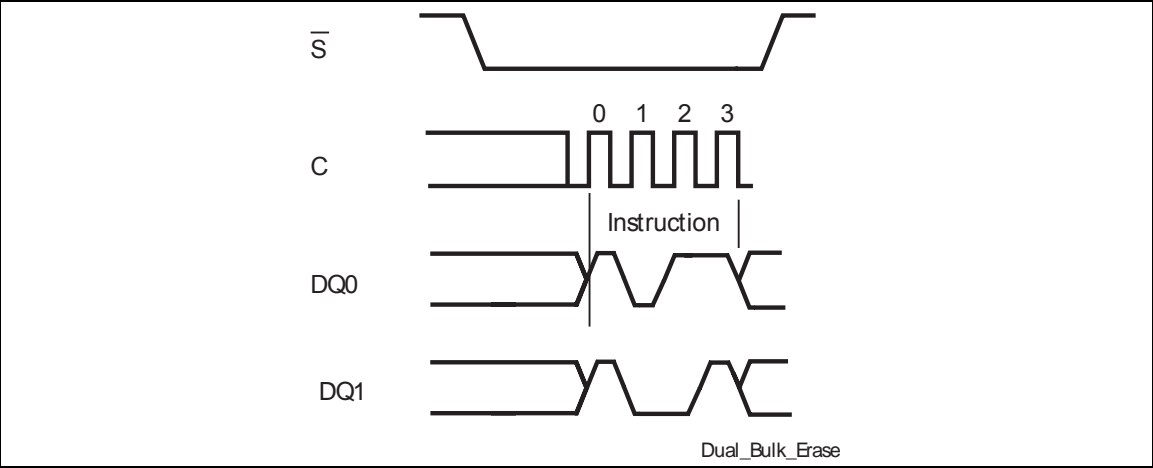 S̅
0 1 2 3
C
Instruction
DQ0
DQ1
Dual_Bulk_Erase